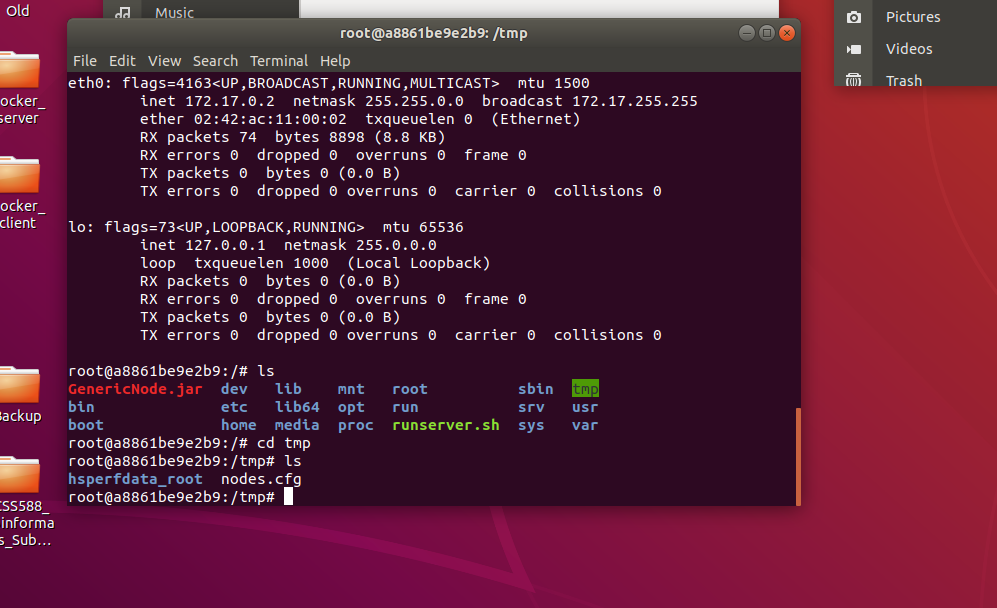 Old
Music
Pictures
Videos
Trash
root@a8861be9e2b9: /tmp
File Edit View Search Terminal Help
eth0: flags=4163<UP,BROADCAST,RUNNING,MULTICAST>  mtu 1500
        inet 172.17.0.2  netmask 255.255.0.0  broadcast 172.17.255.255
        ether 02:42:ac:11:00:02  txqueuelen 0  (Ethernet)
        RX packets 74  bytes 8898 (8.8 KB)
        RX errors 0  dropped 0  overruns 0  frame 0
        TX packets 0  bytes 0 (0.0 B)
        TX errors 0  dropped 0 overruns 0  carrier 0  collisions 0
lo: flags=73<UP,LOOPBACK,RUNNING>  mtu 65536
        inet 127.0.0.1  netmask 255.0.0.0
        loop  txqueuelen 1000  (Local Loopback)
        RX packets 0  bytes 0 (0.0 B)
        RX errors 0  dropped 0  overruns 0  frame 0
        TX packets 0  bytes 0 (0.0 B)
        TX errors 0  dropped 0 overruns 0  carrier 0  collisions 0
root@a8861be9e2b9:/# ls
GenericNode.jar  dev   lib    mnt   root          sbin  tmp
bin              etc   lib64  opt   run           srv   usr
boot             home  media  proc  runserver.sh  sys   var
root@a8861be9e2b9:/# cd tmp
root@a8861be9e2b9:/tmp# ls
hsperfdata_root  nodes.cfg
root@a8861be9e2b9:/tmp#
ocker_
server
ocker_
client
Backup
CSS588_
informa
s_Sub...